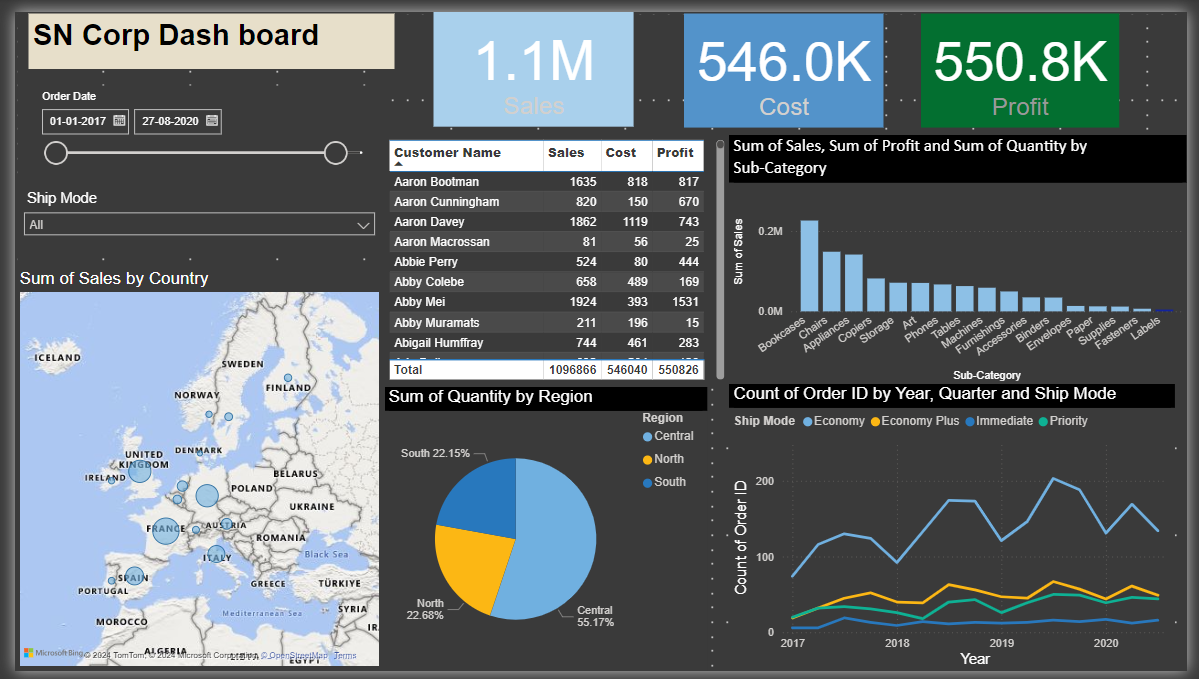 SN Corp Dash board
1.1M
Sales
546.0K
Cost
550.8K
Profit
Order Date
01-01-2017
27-08-2020
Ship Mode
All
Sum of Sales by Country
ICELAND
SWEDEN
FINLAND
NORWAY
UNITED
KINGDOM
DENMARK
IRELAND
BELARUS
POLAND
UKRAINE
FRANCE
AUSTRIA
ROMANIA
ITALY
Black Sea
SPAIN
PORTUGAL
GREECE
TÜRKIYE
Mediterranean Sea
SYRIA
MOROCCO
ALGERIA
LIBYA
EGYPT
Microsoft Bing
© 2024 TomTom, © 2024 Microsoft Corporation, © OpenStreetMap Terms
Customer Name Sales Cost Profit
Aaron Bootman 1635 818 817
Aaron Cunningham 820 150 670
Aaron Davey 1862 1119 743
Aaron Macrossan 81 56 25
Abbie Perry 524 80 444
Abby Colebe 658 489 169
Abby Mei 1924 393 1531
Abby Muramats 211 196 15
Abigail Humffray 744 461 283
Total 1096866 546040 550826
Sum of Quantity by Region
Region
Central
North
South
South 22.15%
North
22.68%
Central
55.17%
Sum of Sales, Sum of Profit and Sum of Quantity by
Sub-Category
Sum of Sales
0.2M
0.0M
Bookcases
Chairs
Appliances
Copiers
Storage
Art
Phones
Tables
Machines
Furnishings
Accessories
Binders
Envelopes
Paper
Supplies
Fasteners
Labels
Sub-Category
Count of Order ID by Year, Quarter and Ship Mode
Ship Mode Economy Economy Plus Immediate Priority
Count of Order ID
200
100
0
2017 2018 2019 2020
Year